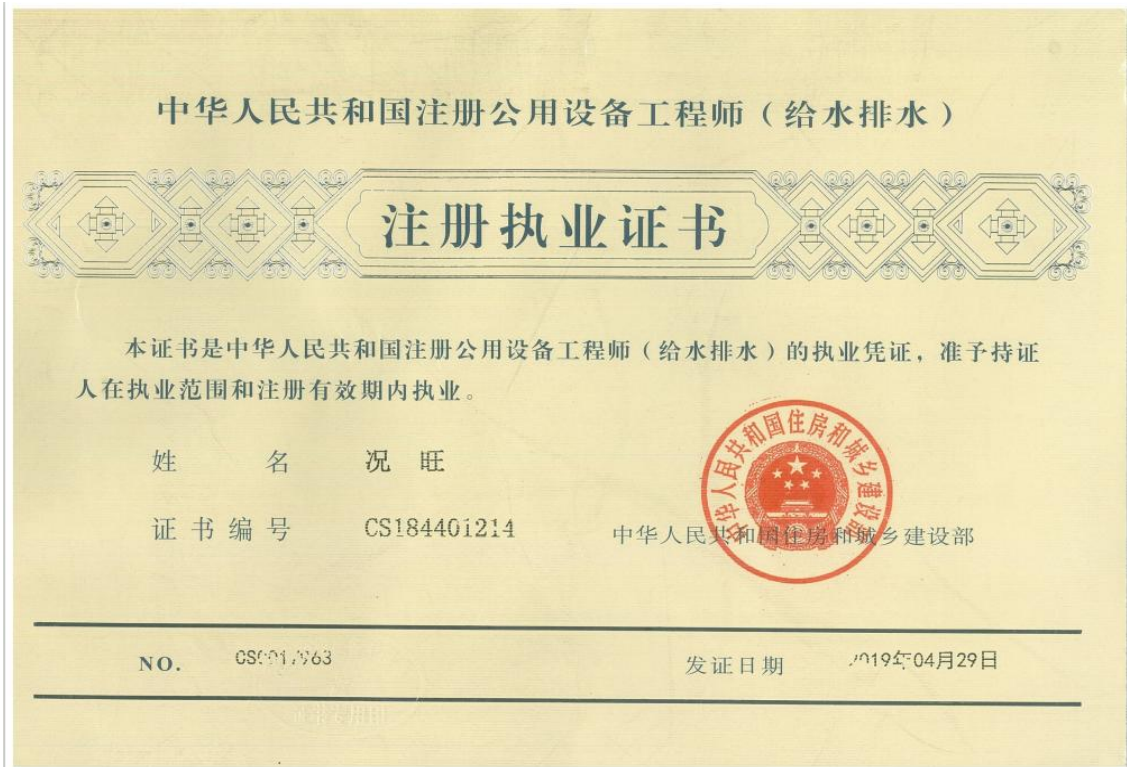 中华人民共和国注册公用设备工程师（给水排水）
注册执业证书
本证书是中华人民共和国注册公用设备工程师（给水排水）的执业凭证，准予持证
人在执业范围和注册有效期内执业。
姓 名 况 旺
证书编号 CS184401214
中华人民共和国住房和城乡建设部
中华人民共和国住房和城乡建设部
NO.
发证日期 2019年04月29日